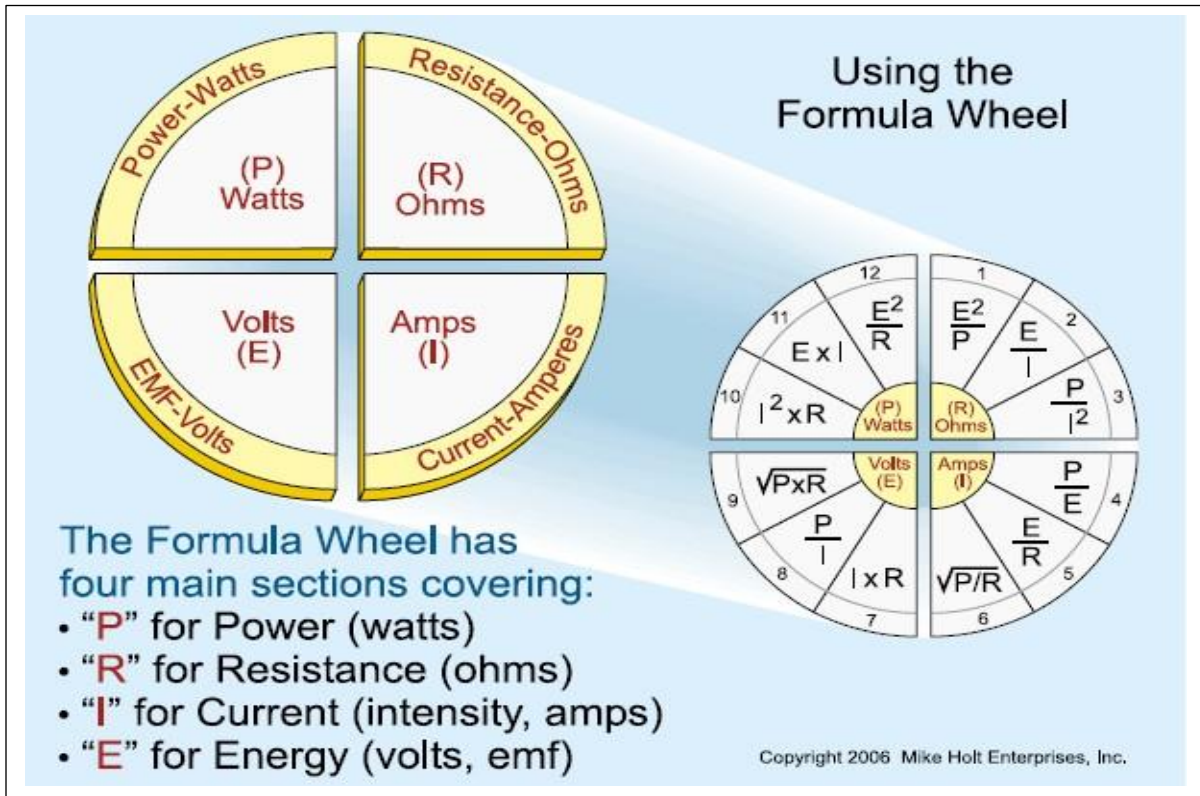 Using the
Formula Wheel
Power-Watts
(P)
Watts
Resistance-Ohms
(R)
Ohms
Volts
(E)
EMF-Volts
Amps
(I)
Current-Amperes
12
E²
R
11
E x I
10
I² x R
(P)
Watts
1
E²
P
2
E
I
3
P
I²
(R)
Ohms
9
√PxR
8
P
I
7
I x R
Volts
(E)
4
P
E
5
E
R
6
√P/R
Amps
(I)
The Formula Wheel has
four main sections covering:
• “P” for Power (watts)
• “R” for Resistance (ohms)
• “I” for Current (intensity, amps)
• “E” for Energy (volts, emf)
Copyright 2006 Mike Holt Enterprises, Inc.